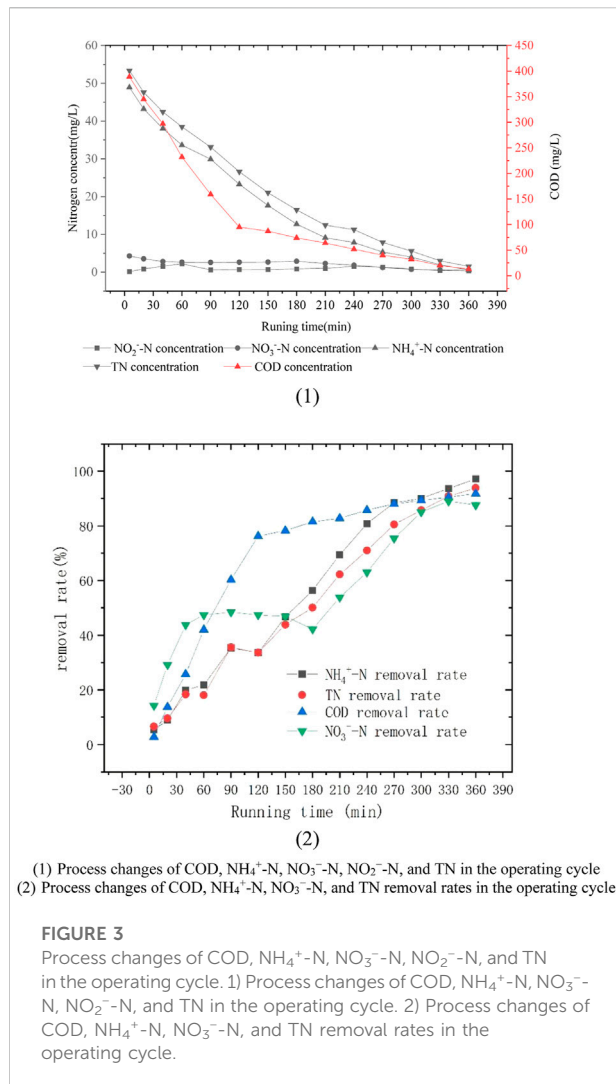 60
50
40
30
20
10
0
Nitrogen concentr(mg/L)
450
400
350
300
250
200
150
100
50
0
COD (mg/L)
0 30 60 90 120 150 180 210 240 270 300 330 360 390
Runing time(min)
NO₂⁻-N concentration NO₃⁻-N concentration NH₄⁺-N concentration
TN concentration COD concentration
(1)
100
80
60
40
20
0
removal rate(%)
NH₄⁺-N removal rate
TN removal rate
COD removal rate
NO₃⁻-N removal rate
-30 0 30 60 90 120 150 180 210 240 270 300 330 360 390
Running time (min)
(2)
(1) Process changes of COD, NH₄⁺-N, NO₃⁻-N, NO₂⁻-N, and TN in the operating cycle
(2) Process changes of COD, NH₄⁺-N, NO₃⁻-N, and TN removal rates in the operating cycle
FIGURE 3
Process changes of COD, NH₄⁺-N, NO₃⁻-N, NO₂⁻-N, and TN
in the operating cycle. 1) Process changes of COD, NH₄⁺-N, NO₃⁻-
N, NO₂⁻-N, and TN in the operating cycle. 2) Process changes of
COD, NH₄⁺-N, NO₃⁻-N, and TN removal rates in the
operating cycle.